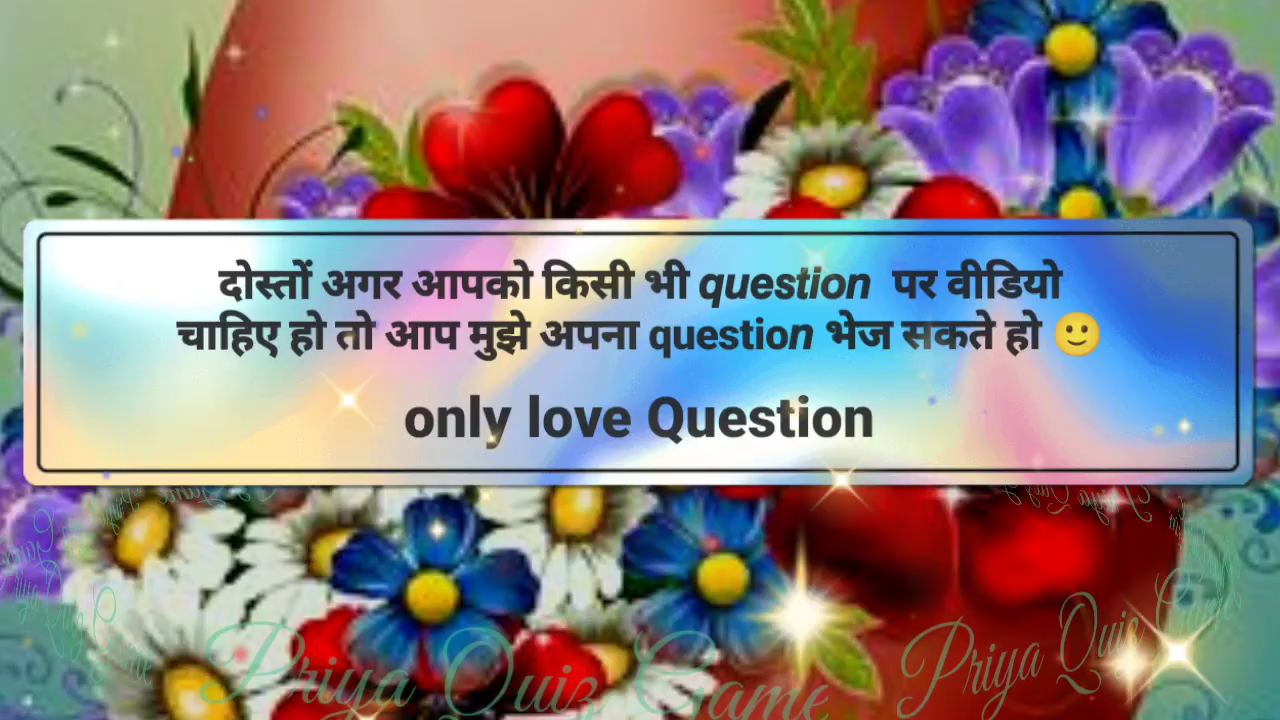 दोस्तों अगर आपको किसी भी question पर वीडियो
चाहिए हो तो आप मुझे अपना question भेज सकते हो 🙂
only love Question
Priya Quiz Game
Priya Quiz Game